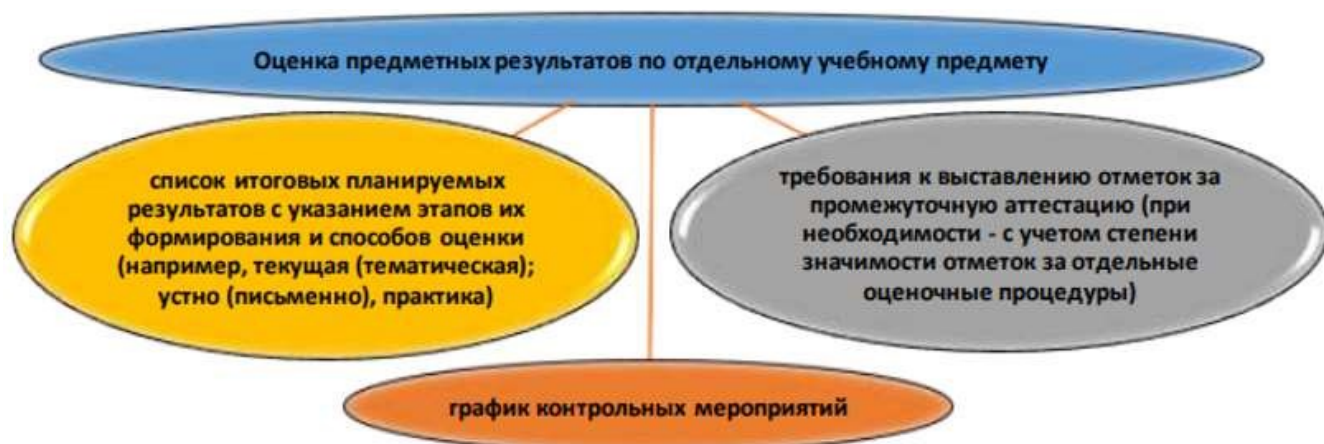 Оценка предметных результатов по отдельному учебному предмету
список итоговых планируемых
результатов с указанием этапов их
формирования и способов оценки
(например, текущая (тематическая);
устно (письменно), практика)
требования к выставлению отметок за
промежуточную аттестацию (при
необходимости - с учетом степени
значимости отметок за отдельные
оценочные процедуры)
график контрольных мероприятий